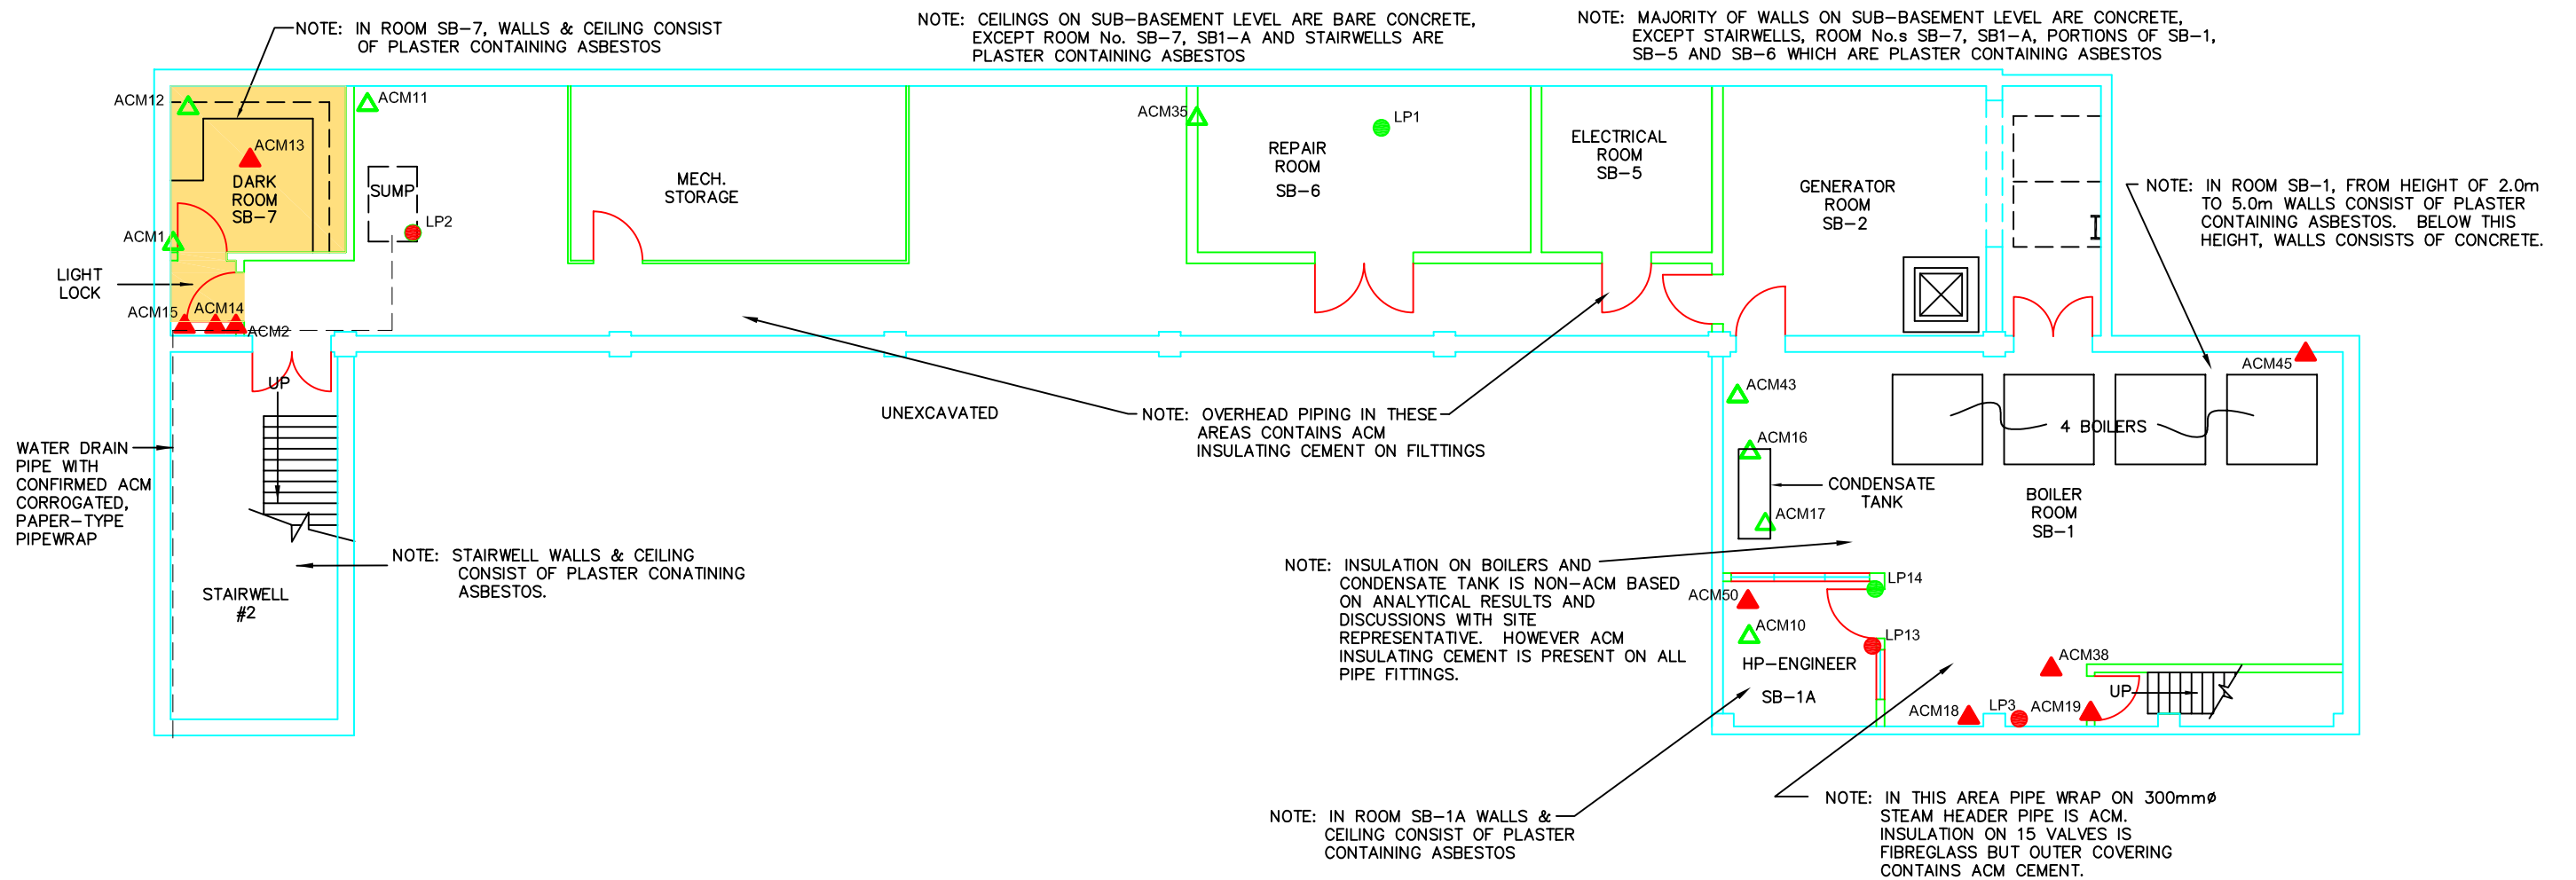 NOTE: IN ROOM SB-7, WALLS & CEILING CONSIST
OF PLASTER CONTAINING ASBESTOS
NOTE: CEILINGS ON SUB-BASEMENT LEVEL ARE BARE CONCRETE,
EXCEPT ROOM No. SB-7, SB1-A AND STAIRWELLS ARE
PLASTER CONTAINING ASBESTOS
NOTE: MAJORITY OF WALLS ON SUB-BASEMENT LEVEL ARE CONCRETE,
EXCEPT STAIRWELLS, ROOM No.s SB-7, SB1-A, PORTIONS OF SB-1,
SB-5 AND SB-6 WHICH ARE PLASTER CONTAINING ASBESTOS
ACM12
ACM11
ACM13
DARK
ROOM
SB-7
SUMP
LP2
ACM1
LIGHT
LOCK
ACM15
ACM14
ACM2
MECH.
STORAGE
ACM35
LP1
REPAIR
ROOM
SB-6
ELECTRICAL
ROOM
SB-5
GENERATOR
ROOM
SB-2
NOTE: IN ROOM SB-1, FROM HEIGHT OF 2.0m
TO 5.0m WALLS CONSIST OF PLASTER
CONTAINING ASBESTOS. BELOW THIS
HEIGHT, WALLS CONSISTS OF CONCRETE.
UP
UNEXCAVATED
NOTE: OVERHEAD PIPING IN THESE
AREAS CONTAINS ACM
INSULATING CEMENT ON FILTTINGS
ACM45
ACM43
4 BOILERS
ACM16
WATER DRAIN
PIPE WITH
CONFIRMED ACM
CORROGATED,
PAPER-TYPE
PIPEWRAP
CONDENSATE
TANK
ACM17
BOILER
ROOM
SB-1
NOTE: STAIRWELL WALLS & CEILING
CONSIST OF PLASTER CONATINING
ASBESTOS.
STAIRWELL
#2
NOTE: INSULATION ON BOILERS AND
CONDENSATE TANK IS NON-ACM BASED
ON ANALYTICAL RESULTS AND
DISCUSSIONS WITH SITE
REPRESENTATIVE. HOWEVER ACM
INSULATING CEMENT IS PRESENT ON ALL
PIPE FITTINGS.
LP14
ACM50
ACM10
LP13
HP-ENGINEER
SB-1A
ACM38
UP
ACM18
LP3
ACM19
NOTE: IN ROOM SB-1A WALLS &
CEILING CONSIST OF PLASTER
CONTAINING ASBESTOS
NOTE: IN THIS AREA PIPE WRAP ON 300mmø
STEAM HEADER PIPE IS ACM.
INSULATION ON 15 VALVES IS
FIBREGLASS BUT OUTER COVERING
CONTAINS ACM CEMENT.